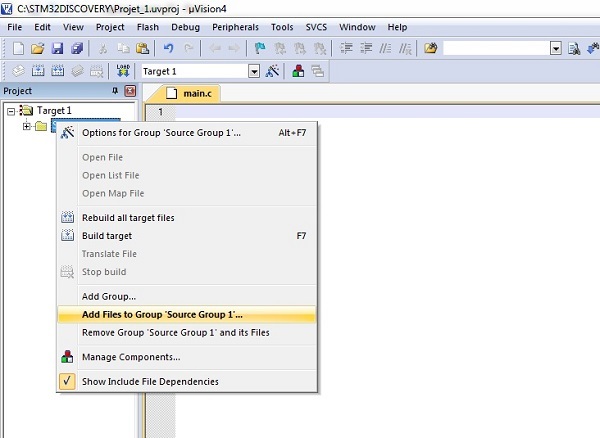 C:\STM32DISCOVERY\Projet_1.uvproj - µVision4
File Edit View Project Flash Debug Peripherals Tools SVCS Window Help
LOAD Target 1
Project
main.c
Target 1
1
Options for Group 'Source Group 1'... Alt+F7
Open File
Open List File
Open Map File
Rebuild all target files
Build target F7
Translate File
Stop build
Add Group...
Add Files to Group 'Source Group 1'...
Remove Group 'Source Group 1' and its Files
Manage Components...
Show Include File Dependencies